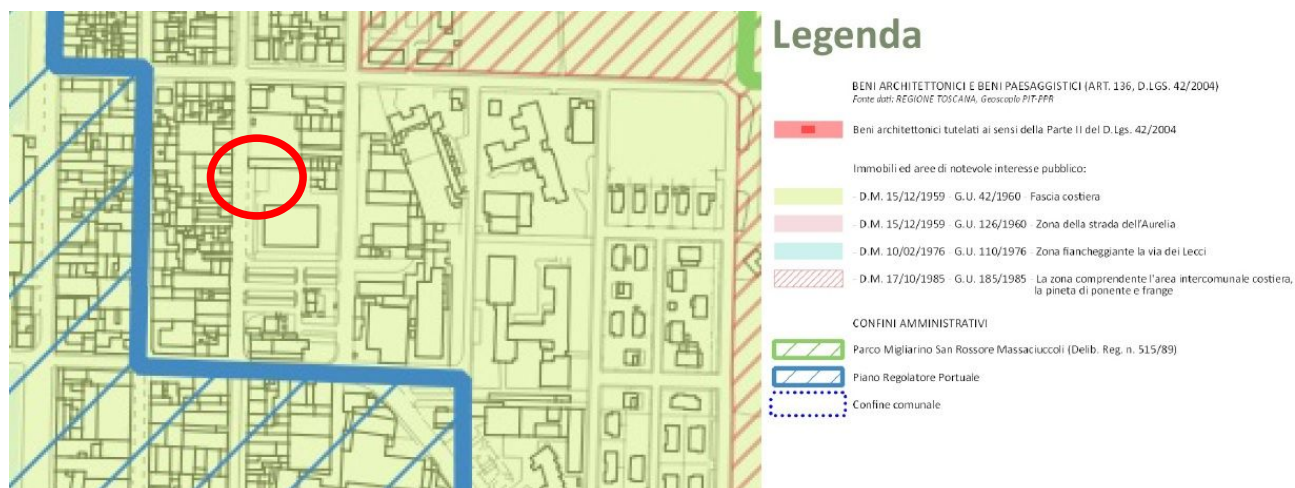 Legenda
BENI ARCHITETTONICI E BENI PAESAGGISTICI (ART. 136, D.LGS. 42/2004)
Fonte dati: REGIONE TOSCANA, Geoscopio PIT-PPR
Beni architettonici tutelati ai sensi della Parte II del D.Lgs. 42/2004
Immobili ed aree di notevole interesse pubblico:
- D.M. 15/12/1959 - G.U. 42/1960 - Fascia costiera
- D.M. 15/12/1959 - G.U. 126/1960 - Zona della strada dell'Aurelia
- D.M. 10/02/1976 - G.U. 110/1976 - Zona fiancheggiante la via dei Lecci
- D.M. 17/10/1985 - G.U. 185/1985 - La zona comprendente l'area intercomunale costiera,
la pineta di ponente e frange
CONFINI AMMINISTRATIVI
Parco Migliarino San Rossore Massaciuccoli (Delib. Reg. n. 515/89)
Piano Regolatore Portuale
Confine comunale